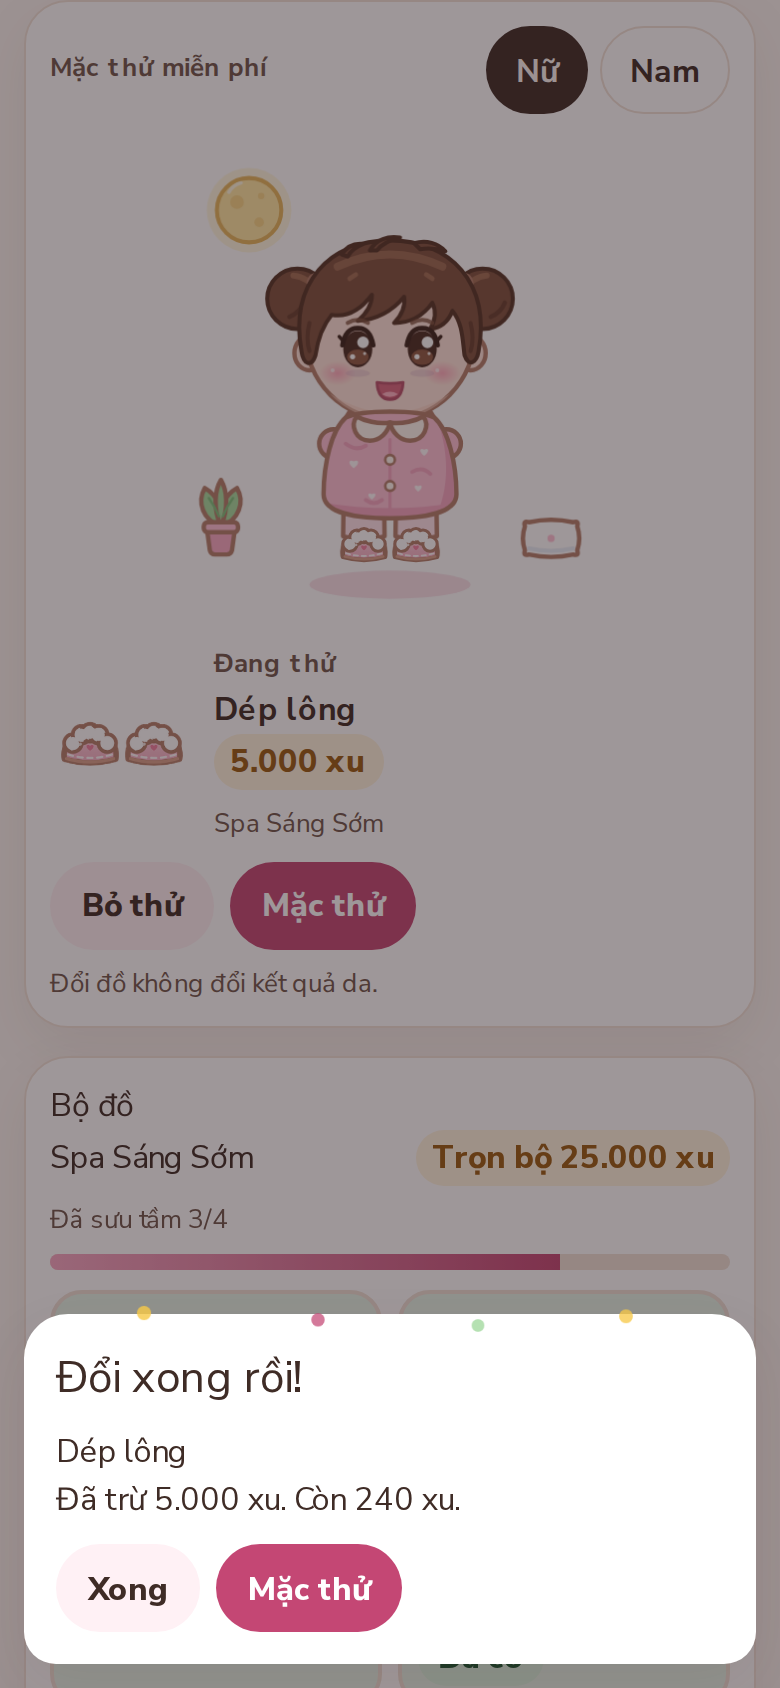 Mặc thử miễn phí
Nữ
Nam
Đang thử
Dép lông
5.000 xu
Spa Sáng Sớm
Bỏ thử
Mặc thử
Đổi đồ không đổi kết quả da.
Bộ đồ
Spa Sáng Sớm
Trọn bộ 25.000 xu
Đã sưu tầm 3/4
Đổi xong rồi!
Dép lông
Đã trừ 5.000 xu. Còn 240 xu.
Xong
Mặc thử